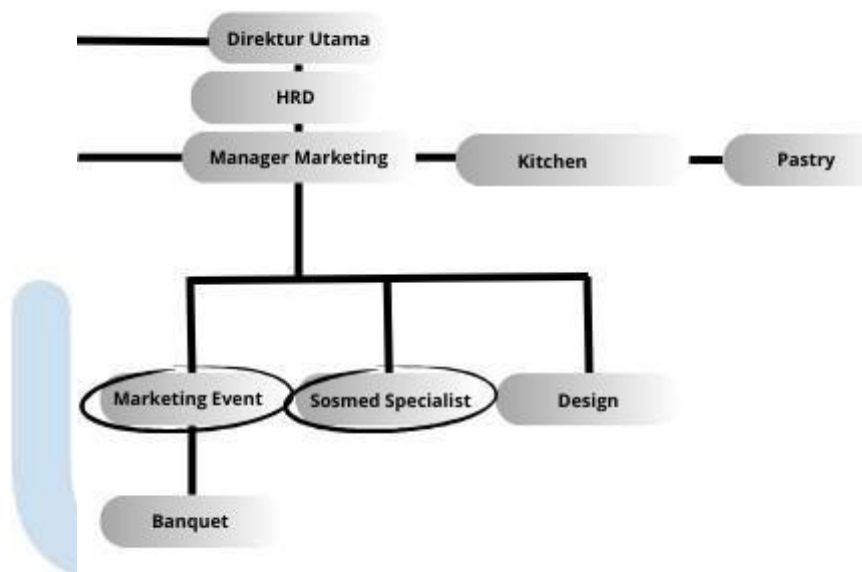 Direktur Utama
HRD
Manager Marketing
Kitchen
Pastry
Marketing Event
Sosmed Specialist
Design
Banquet